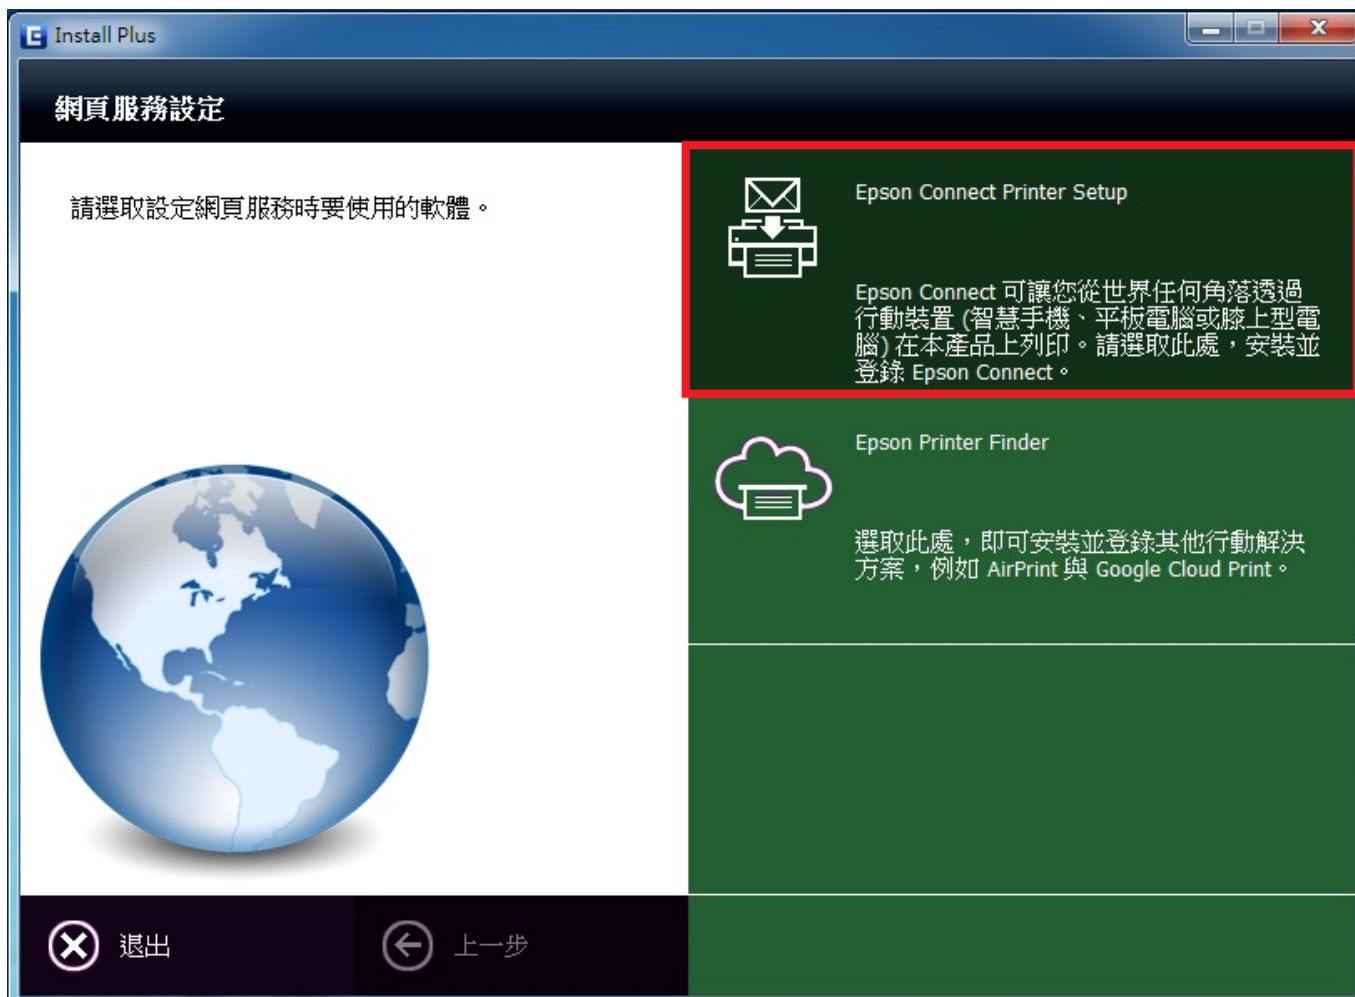 Install Plus
網頁服務設定
請選取設定網頁服務時要使用的軟體。
Epson Connect Printer Setup
Epson Connect 可讓您從世界任何角落透過
行動裝置 (智慧手機、平板電腦或膝上型電
腦) 在本產品上列印。請選取此處，安裝並
登錄 Epson Connect。
Epson Printer Finder
選取此處，即可安裝並登錄其他行動解決
方案，例如 AirPrint 與 Google Cloud Print。
退出
上一步